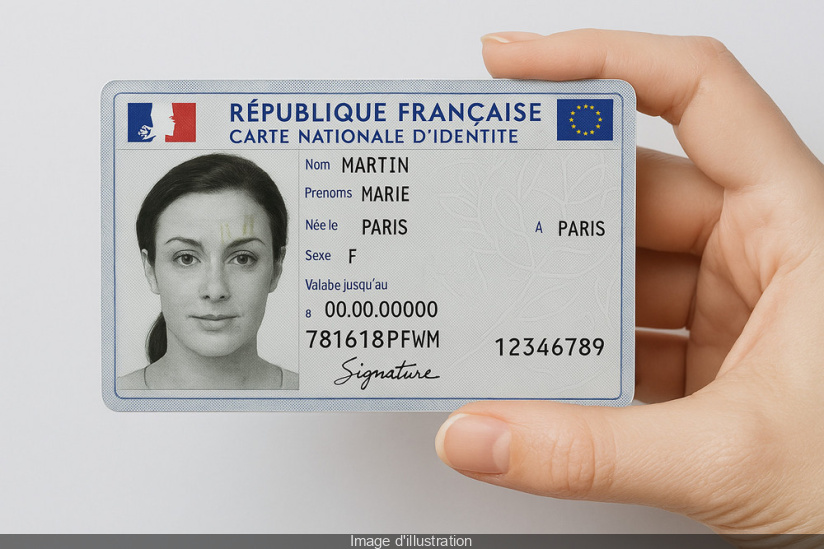 RÉPUBLIQUE FRANÇAISE
CARTE NATIONALE D'IDENTITE
Nom MARTIN
Prenoms MARIE
Née le PARIS A PARIS
Sexe F
Valabe jusqu'au
8 00.00.00000
781618PFWM 12346789
Signature
Image d'illustration